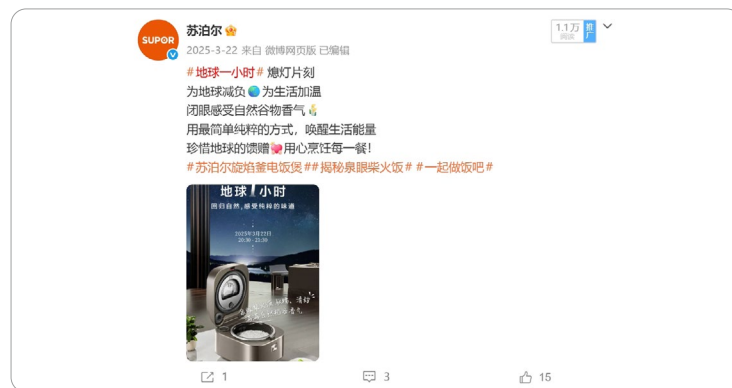 SUPOR
苏泊尔
2025-3-22 来自 微博网页版 已编辑
1.1万
阅读
推广
#地球一小时# 熄灯片刻
为地球减负🌏为生活加温
闭眼感受自然谷物香气
用最简单纯粹的方式，唤醒生活能量
珍惜地球的馈赠💘用心烹饪每一餐！
#苏泊尔旋焰釜电饭煲##揭秘泉眼柴火饭# #一起做饭吧#
地球1小时
回归自然,感受纯粹的味道
2025年3月22日
20:30 - 21:30
1
3
15